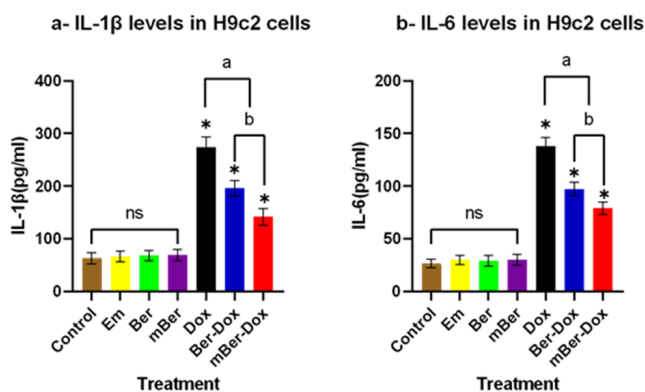 a- IL-1β levels in H9c2 cells
IL-1β(pg/ml)
400
300
200
100
0
ns
a
b
*
*
*
Control
Em
Ber
mBer
Dox
Ber-Dox
mBer-Dox
Treatment
b- IL-6 levels in H9c2 cells
IL-6(pg/ml)
200
150
100
50
0
ns
a
b
*
*
*
Control
Em
Ber
mBer
Dox
Ber-Dox
mBer-Dox
Treatment